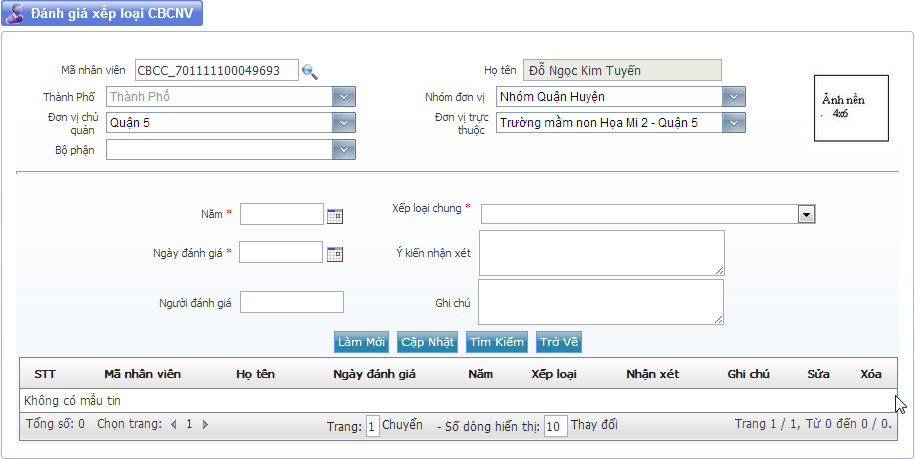 Đánh giá xếp loại CBCNV
Mã nhân viên CBCC_701111100049693 Họ tên Đỗ Ngọc Kim Tuyến
Thành Phố Thành Phố Nhóm đơn vị Nhóm Quận Huyện
Đơn vị chủ quản Quận 5 Đơn vị trực thuộc Trường mầm non Họa Mi 2 - Quận 5
Bộ phận
Ảnh nền
. 4x6
Năm * Xếp loại chung *
Ngày đánh giá * Ý kiến nhận xét
Người đánh giá Ghi chú
Làm Mới Cập Nhật Tìm Kiếm Trở Về
STT Mã nhân viên Họ tên Ngày đánh giá Năm Xếp loại Nhận xét Ghi chú Sửa Xóa
Không có mẫu tin
Tổng số: 0 Chọn trang: 1 Trang: 1 Chuyển - Số dòng hiển thị: 10 Thay đổi Trang 1 / 1, Từ 0 đến 0 / 0.